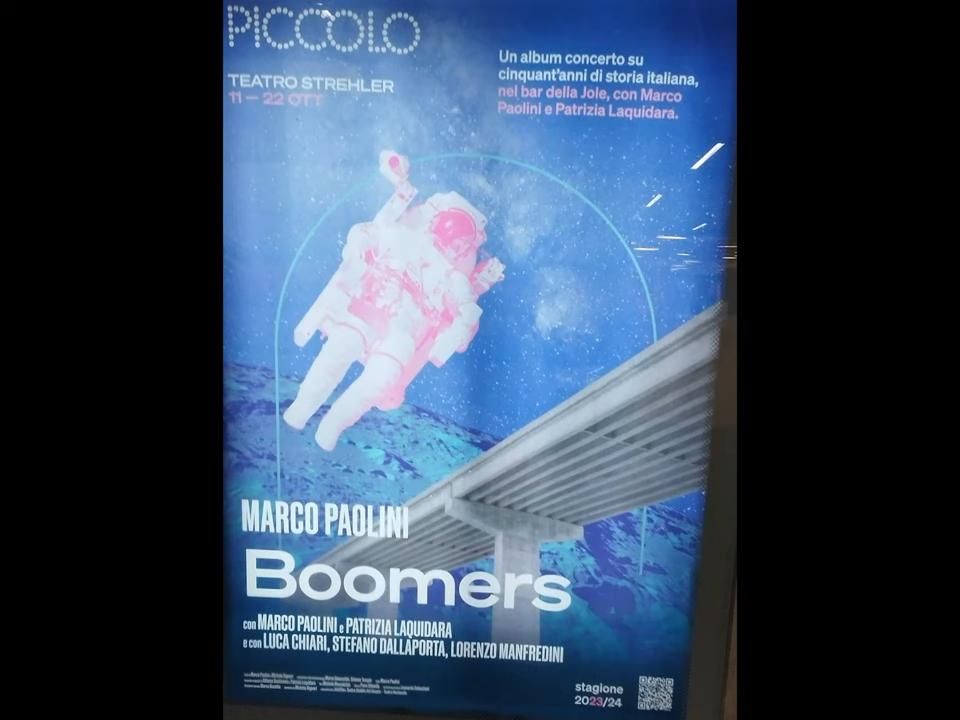 PICCOLO
TEATRO STREHLER
11 – 22 OTT
Un album concerto su
cinquant'anni di storia italiana,
nel bar della Jole, con Marco
Paolini e Patrizia Laquidara.
MARCO PAOLINI
Boomers
con MARCO PAOLINI e PATRIZIA LAQUIDARA
e con LUCA CHIARI, STEFANO DALLAPORTA, LORENZO MANFREDINI
stagione
2023/24